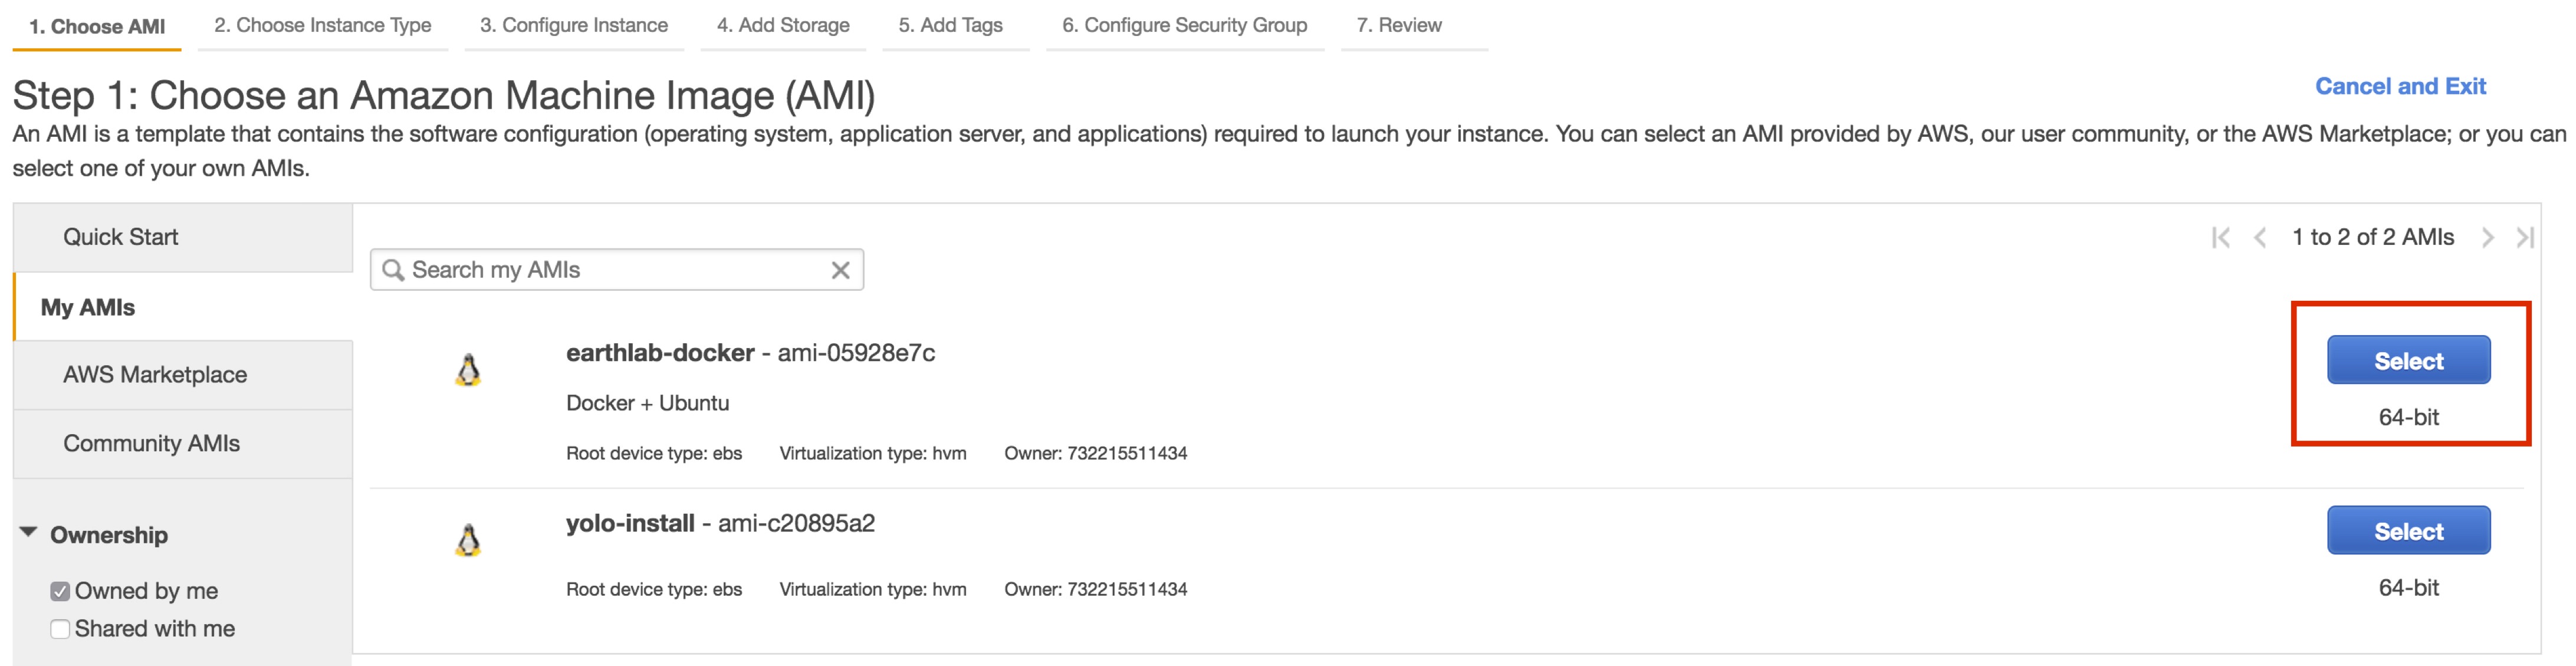 1. Choose AMI 2. Choose Instance Type 3. Configure Instance 4. Add Storage 5. Add Tags 6. Configure Security Group 7. Review
Step 1: Choose an Amazon Machine Image (AMI)
Cancel and Exit
An AMI is a template that contains the software configuration (operating system, application server, and applications) required to launch your instance. You can select an AMI provided by AWS, our user community, or the AWS Marketplace; or you can
select one of your own AMIs.
Quick Start
My AMIs
AWS Marketplace
Community AMIs
Ownership
Owned by me
Shared with me
1 to 2 of 2 AMIs
Search my AMIs
earthlab-docker - ami-05928e7c
Docker + Ubuntu
Root device type: ebs Virtualization type: hvm Owner: 732215511434
Select
64-bit
yolo-install - ami-c20895a2
Root device type: ebs Virtualization type: hvm Owner: 732215511434
Select
64-bit